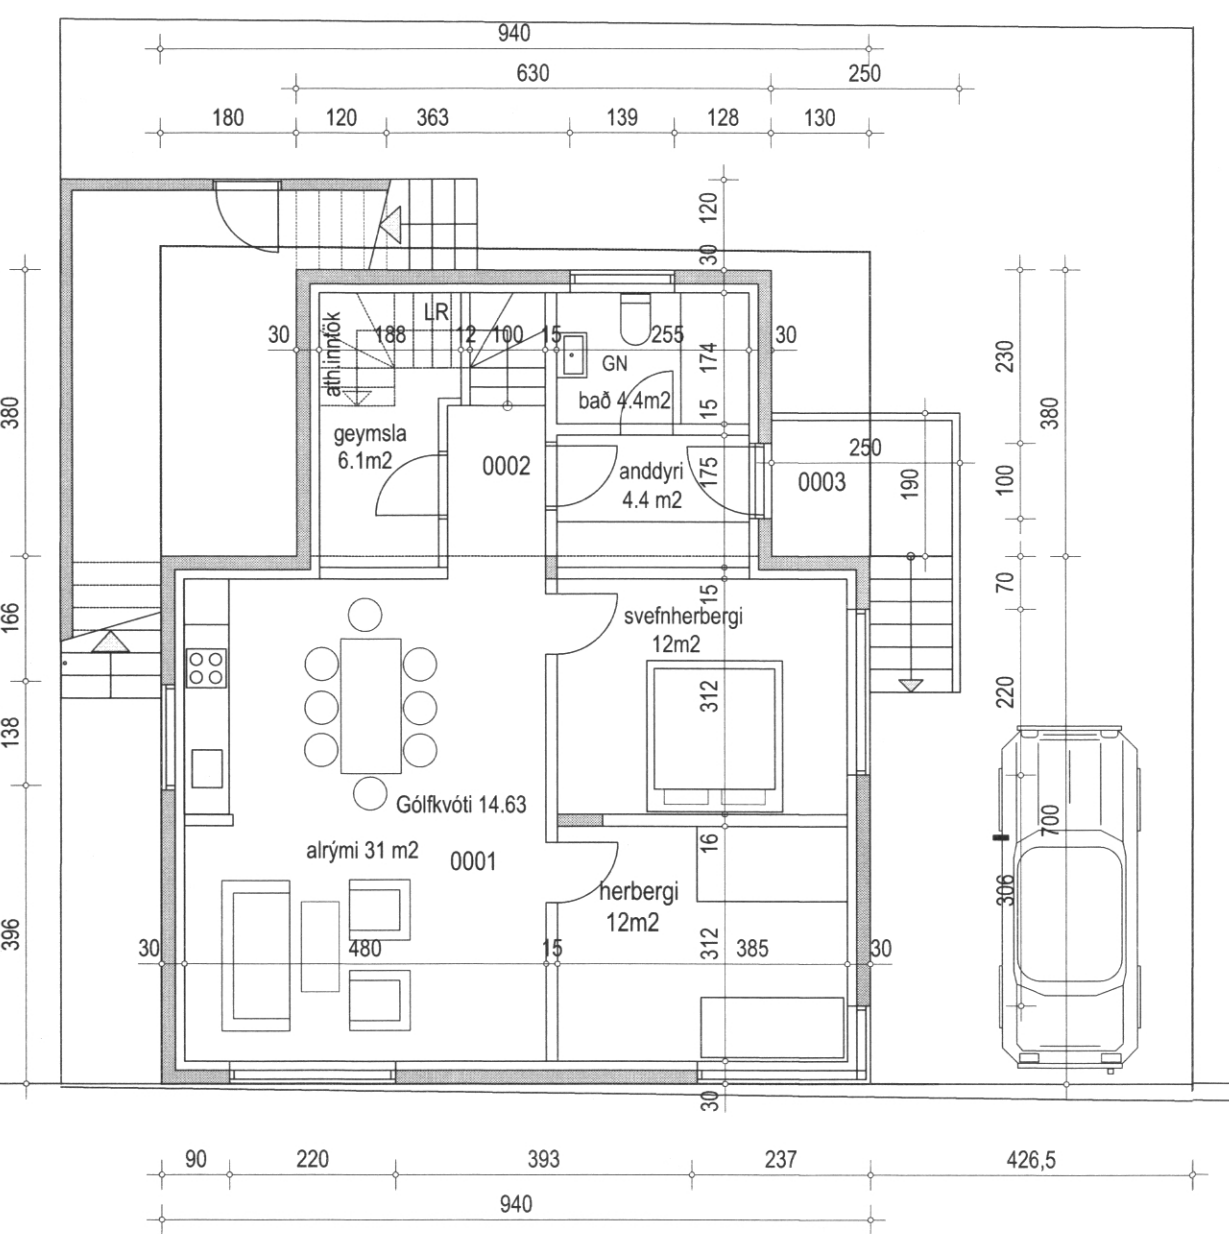 940
630 250
180 120 363 139 128 130
120
30
LR
ath.inntök
30 188 12 100 15 255 30
GN
174
230
bað 4.4m2
15
380
380
geymsla
6.1m2
0002
anddyri
4.4 m2
175
250
0003
190
100
15
70
166
svefnherbergi
12m2
312
220
138
Gólfkvóti 14.63
700
16
alrými 31 m2
0001
herbergi
12m2
306
396
30 480 15 312 385 30
30
90 220 393 237 426,5
940